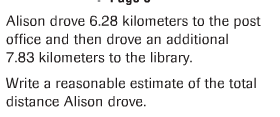 Alison drove 6.28 kilometers to the post
office and then drove an additional
7.83 kilometers to the library.
Write a reasonable estimate of the total
distance Alison drove.